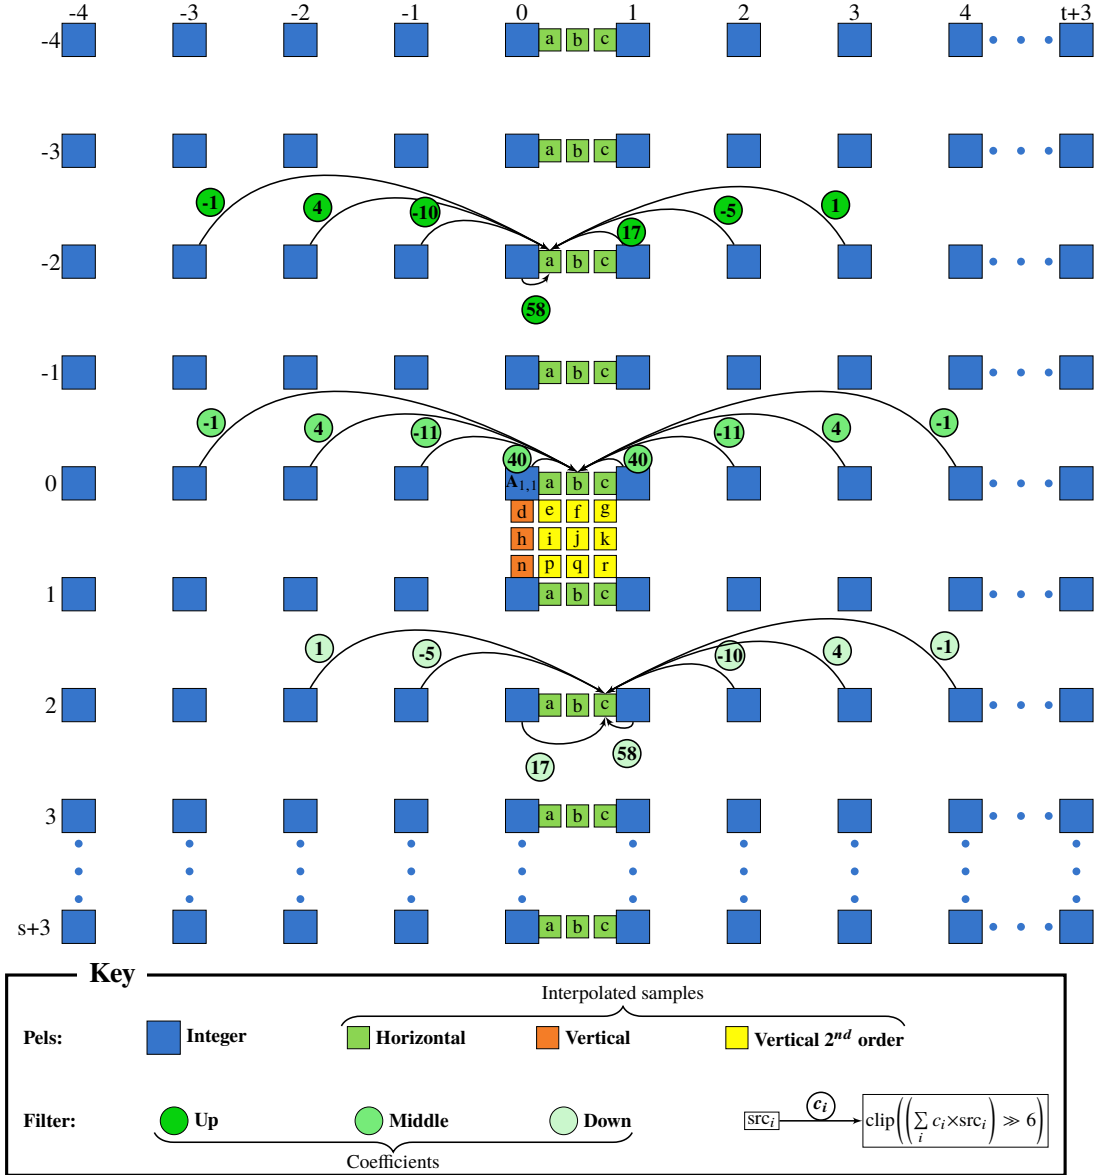 -4 -3 -2 -1 0 1 2 3 4 t+3
-4 a b c
-3 a b c
-1 4 -10 17 -5 1
-2 a b c
58
-1 a b c
-1 4 -11 40 40 -11 4 -1
0 A1,1 a b c
d e f g
h i j k
n p q r
1 a b c
1 -5 -10 4 -1
2 a b c
17 58
3 a b c
s+3 a b c
Key
Interpolated samples
Pels: Integer Horizontal Vertical Vertical 2nd order
Filter: Up Middle Down srci ci clip((∑i ci×srci) ≫ 6)
Coefficients